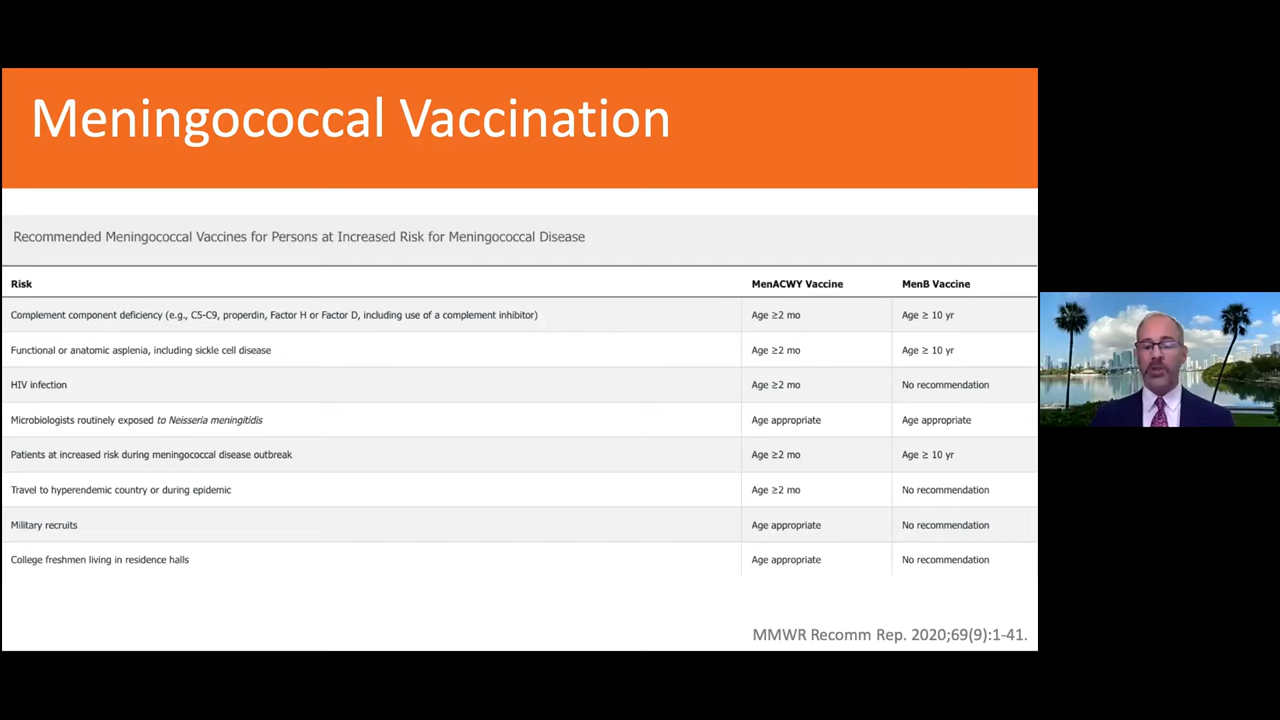 Meningococcal Vaccination
Recommended Meningococcal Vaccines for Persons at Increased Risk for Meningococcal Disease
Risk MenACWY Vaccine MenB Vaccine
Complement component deficiency (e.g., C5-C9, properdin, Factor H or Factor D, including use of a complement inhibitor) Age ≥2 mo Age ≥ 10 yr
Functional or anatomic asplenia, including sickle cell disease Age ≥2 mo Age ≥ 10 yr
HIV infection Age ≥2 mo No recommendation
Microbiologists routinely exposed to Neisseria meningitidis Age appropriate Age appropriate
Patients at increased risk during meningococcal disease outbreak Age ≥2 mo Age ≥ 10 yr
Travel to hyperendemic country or during epidemic Age ≥2 mo No recommendation
Military recruits Age appropriate No recommendation
College freshmen living in residence halls Age appropriate No recommendation
MMWR Recomm Rep. 2020;69(9):1-41.